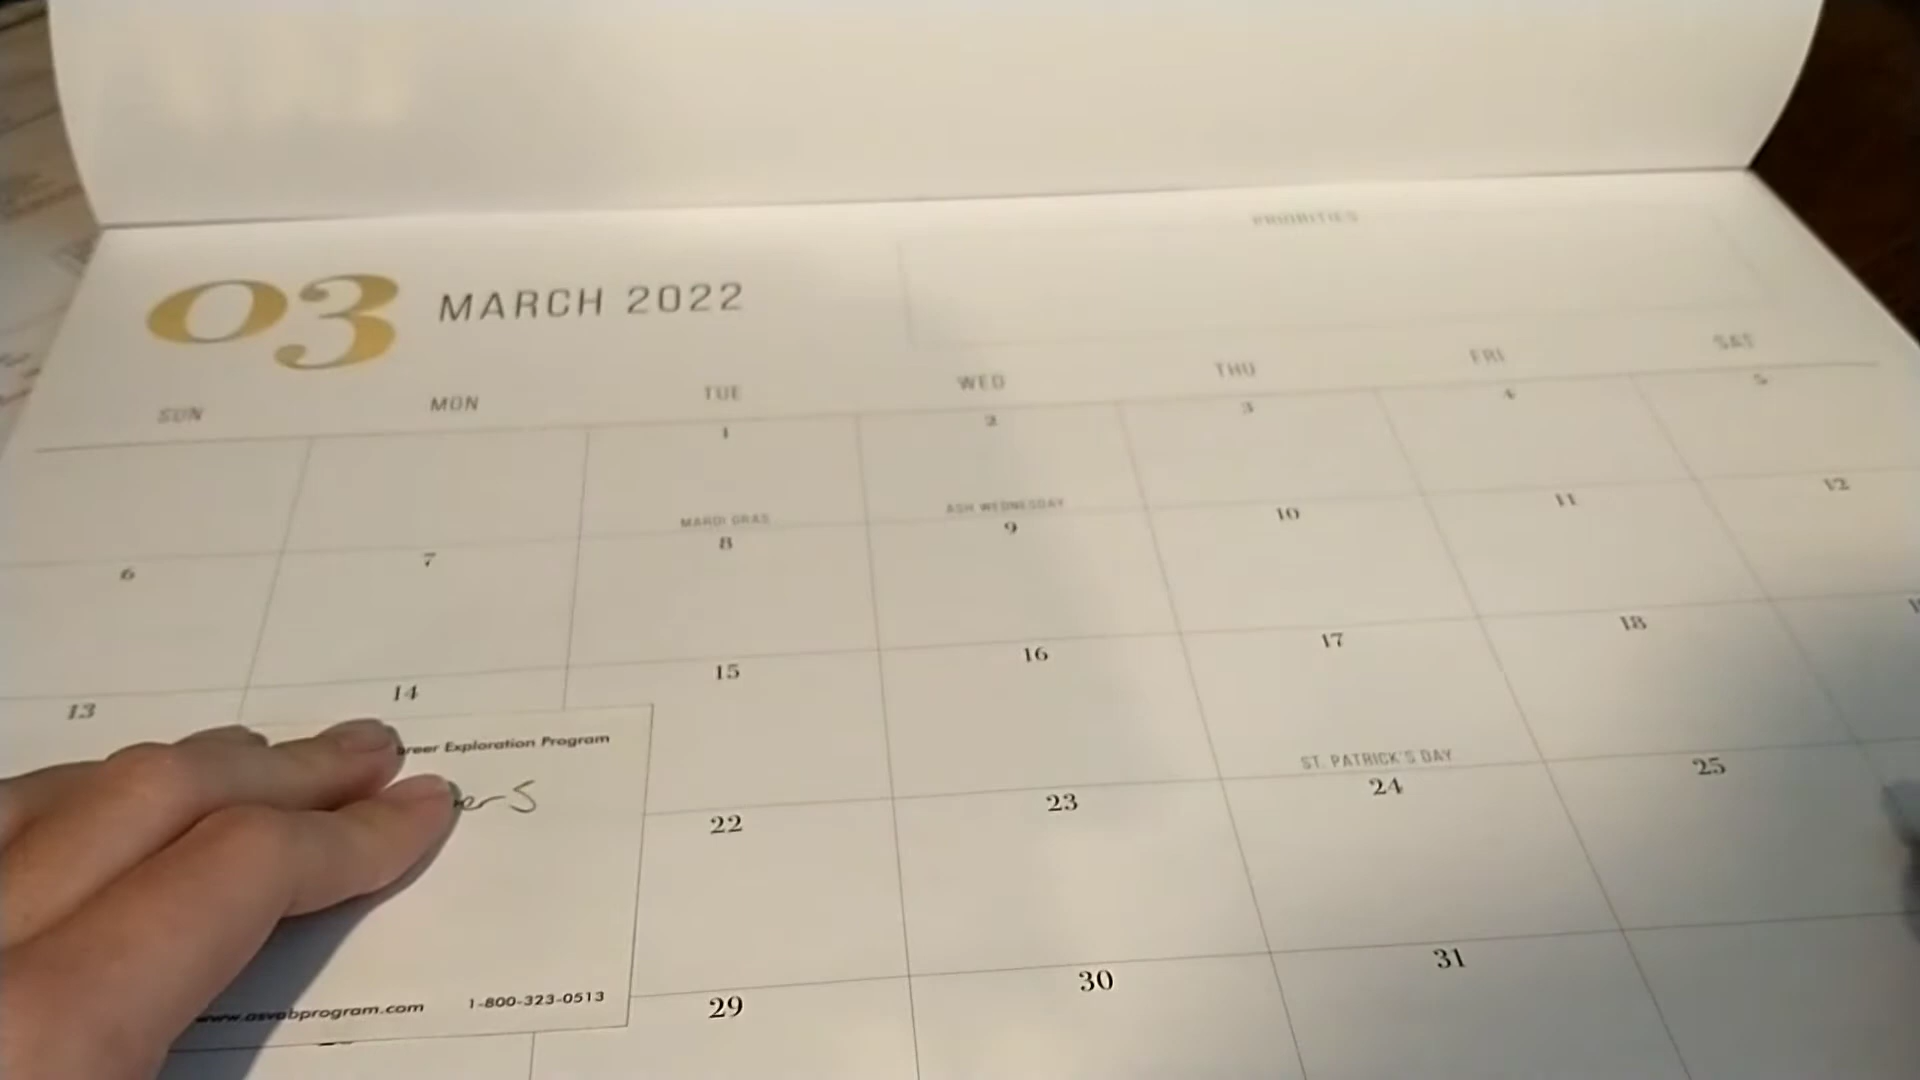 PRIORITIES
03 MARCH 2022
SUN MON TUE WED THU FRI SAT
1 2 3 4 5
MARDI GRAS ASH WEDNESDAY
6 7 8 9 10 11 12
13 14 15 16 17 18
ST. PATRICK'S DAY
22 23 24 25
29 30 31
Exploration Program
www.asvabprogram.com 1-800-323-0513